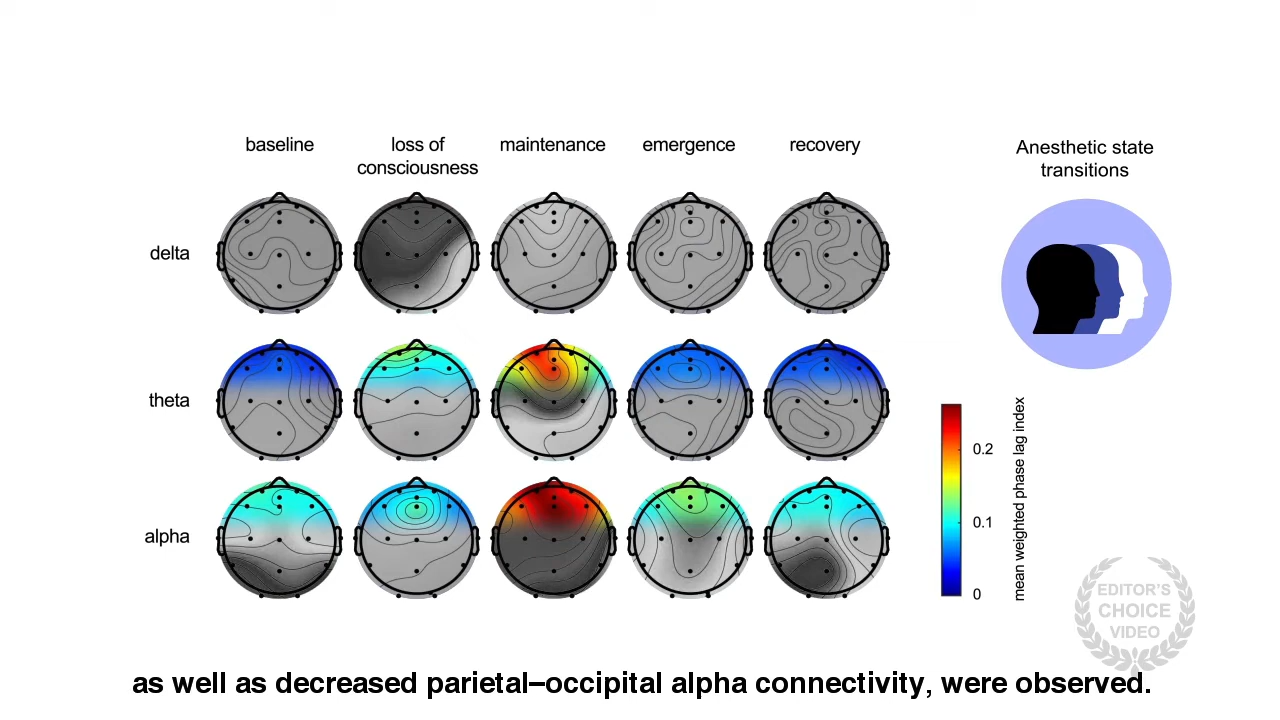 baseline
loss of
consciousness
maintenance
emergence
recovery
Anesthetic state
transitions
delta
theta
alpha
0.2
0.1
0
mean weighted phase lag index
EDITOR'S
CHOICE
VIDEO
as well as decreased parietal–occipital alpha connectivity, were observed.